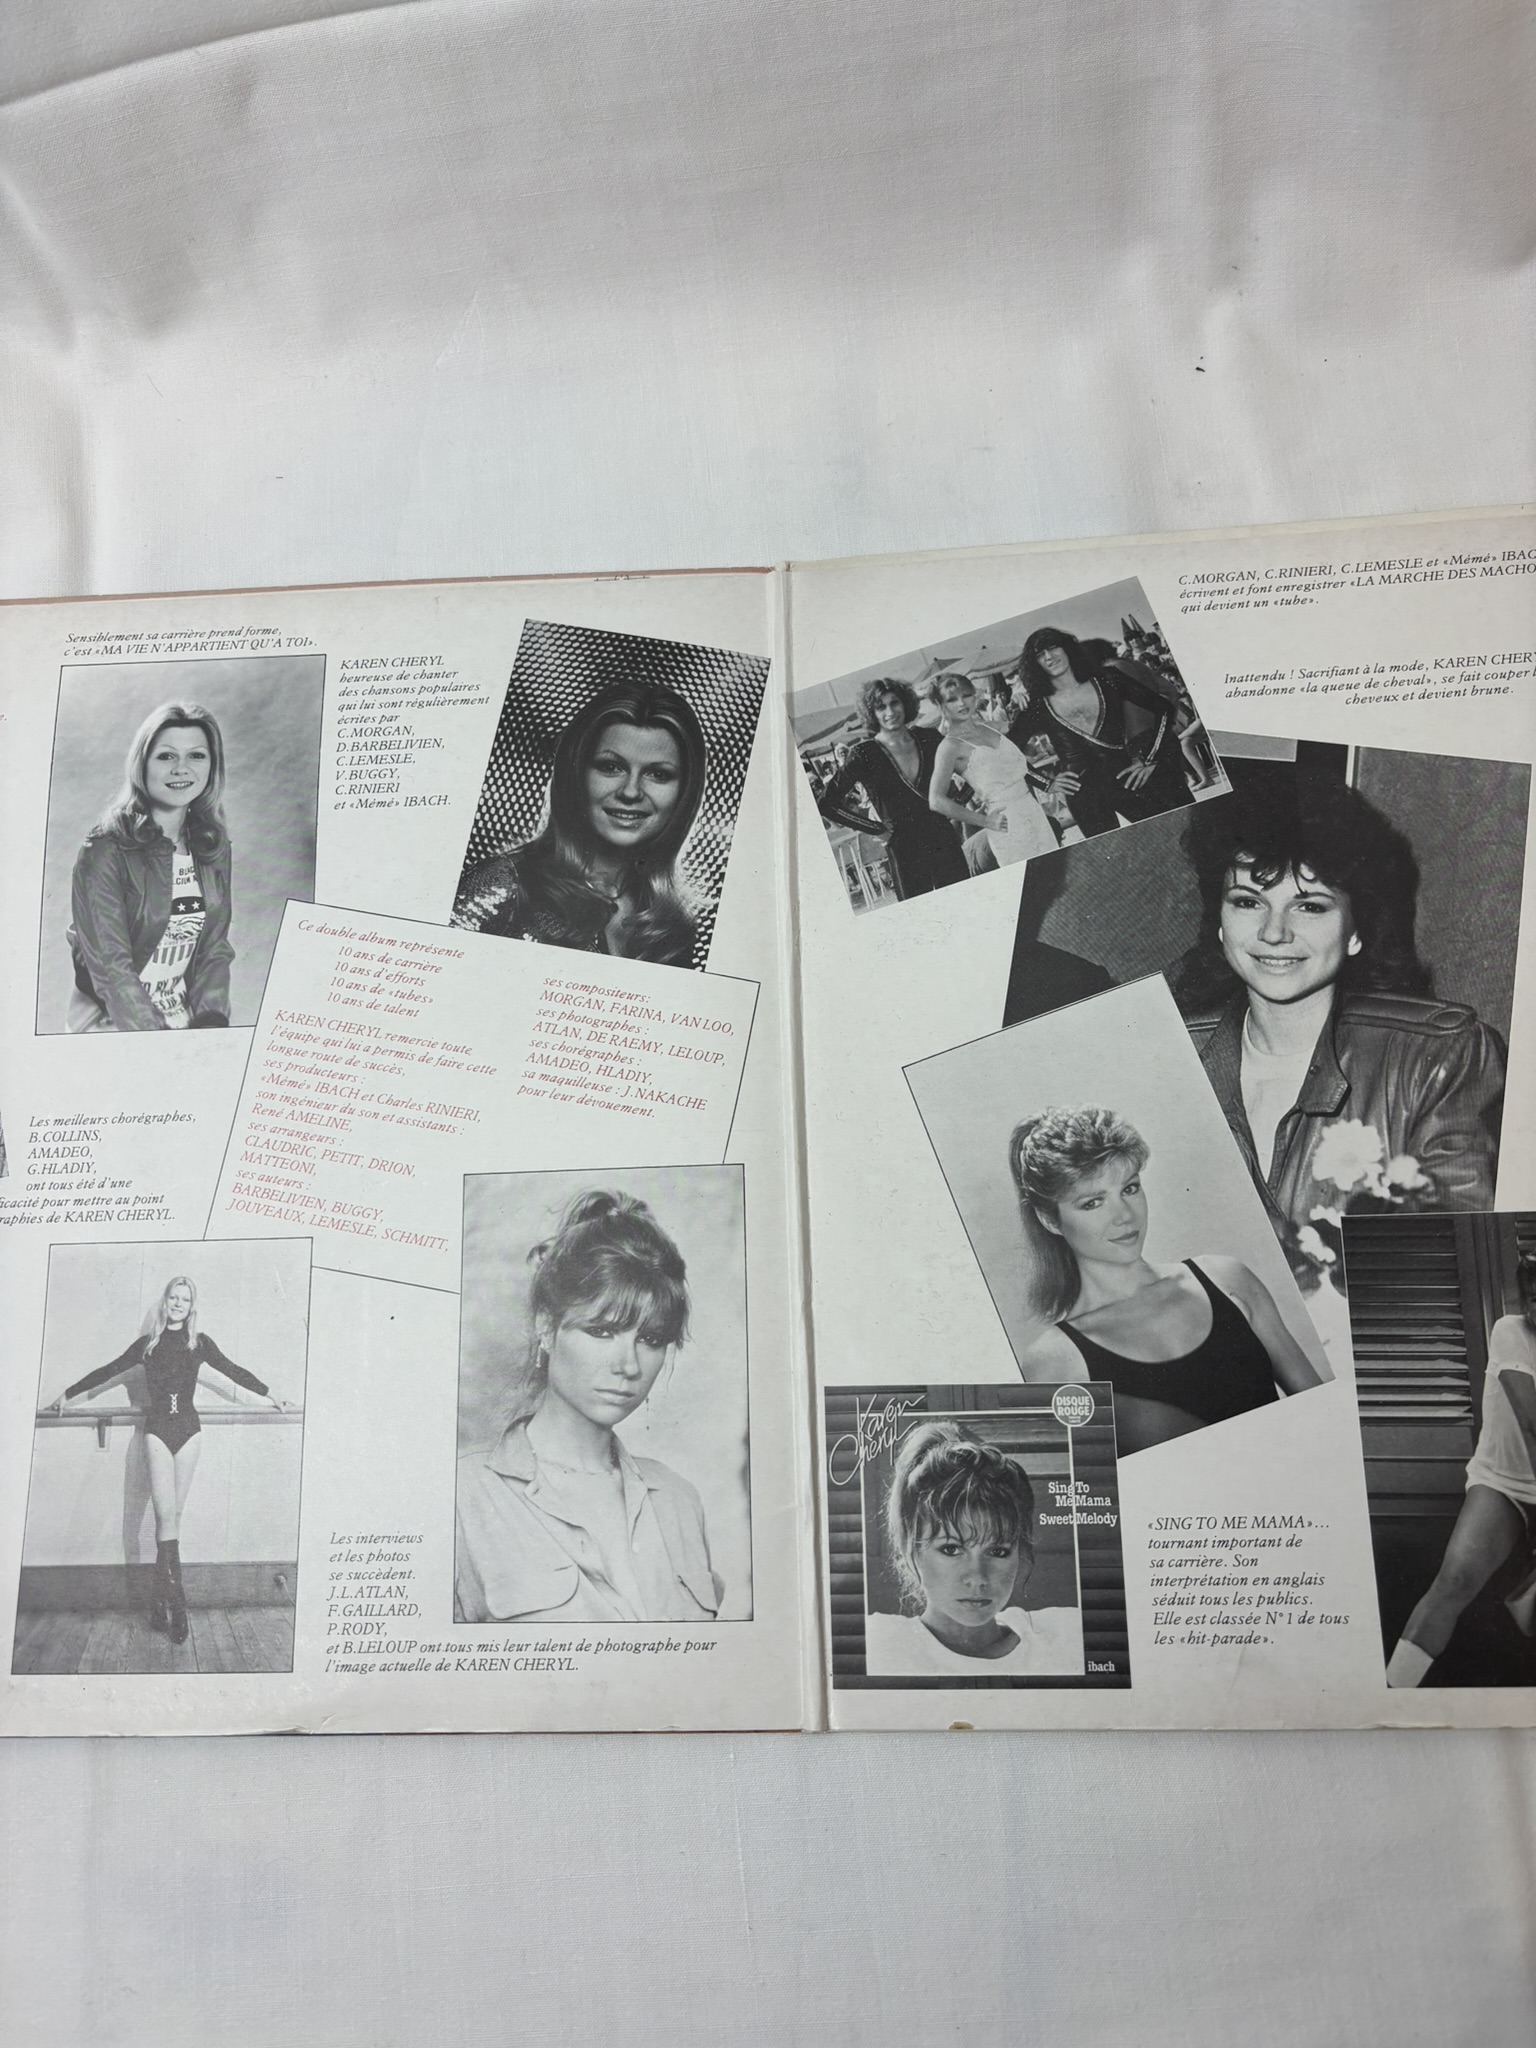 Sensiblement sa carrière prend forme,
c'est «MA VIE N'APPARTIENT QU'A TOI».
KAREN CHERYL
heureuse de chanter
des chansons populaires
qui lui sont régulièrement
écrites par
C.MORGAN,
D.BARBELIVIEN,
C.LEMESLE,
V.BUGGY,
C.RINIERI
et «Mémé» IBACH.
Ce double album représente
10 ans de carrière
10 ans d'efforts
10 ans de «tubes»
10 ans de talent
KAREN CHERYL remercie toute
l'équipe qui lui a permis de faire cette
longue route de succès,
ses producteurs :
«Mémé» IBACH et Charles RINIERI,
son ingénieur du son et assistants :
René AMELINE,
ses arrangeurs :
CLAUDRIC, PETIT, DRION,
MATTEONI,
ses auteurs :
BARBELIVIEN, BUGGY,
JOUVEAUX, LEMESLE, SCHMITT,
ses compositeurs:
MORGAN, FARINA, VAN LOO,
ses photographes :
ATLAN, DE RAEMY, LELOUP,
ses chorégraphes :
AMADEO, HLADIY,
sa maquilleuse : J.NAKACHE
pour leur dévouement.
Les meilleurs chorégraphes,
B.COLLINS,
AMADEO,
G.HLADIY,
ont tous été d'une
ficacité pour mettre au point
raphies de KAREN CHERYL.
Les interviews
et les photos
se succèdent.
J.L.ATLAN,
F.GAILLARD,
P.RODY,
et B.LELOUP ont tous mis leur talent de photographe pour
l'image actuelle de KAREN CHERYL.
C.MORGAN, C.RINIERI, C.LEMESLE et «Mémé» IBAC
écrivent et font enregistrer «LA MARCHE DES MACHO
qui devient un «tube».
Inattendu ! Sacrifiant à la mode, KAREN CHERY
abandonne «la queue de cheval», se fait couper l
cheveux et devient brune.
Karen
Cheryl
DISQUE
ROUGE
Sing To
Me Mama
Sweet Melody
ibach
«SING TO ME MAMA»...
tournant important de
sa carrière. Son
interprétation en anglais
séduit tous les publics.
Elle est classée N° 1 de tous
les «hit-parade».